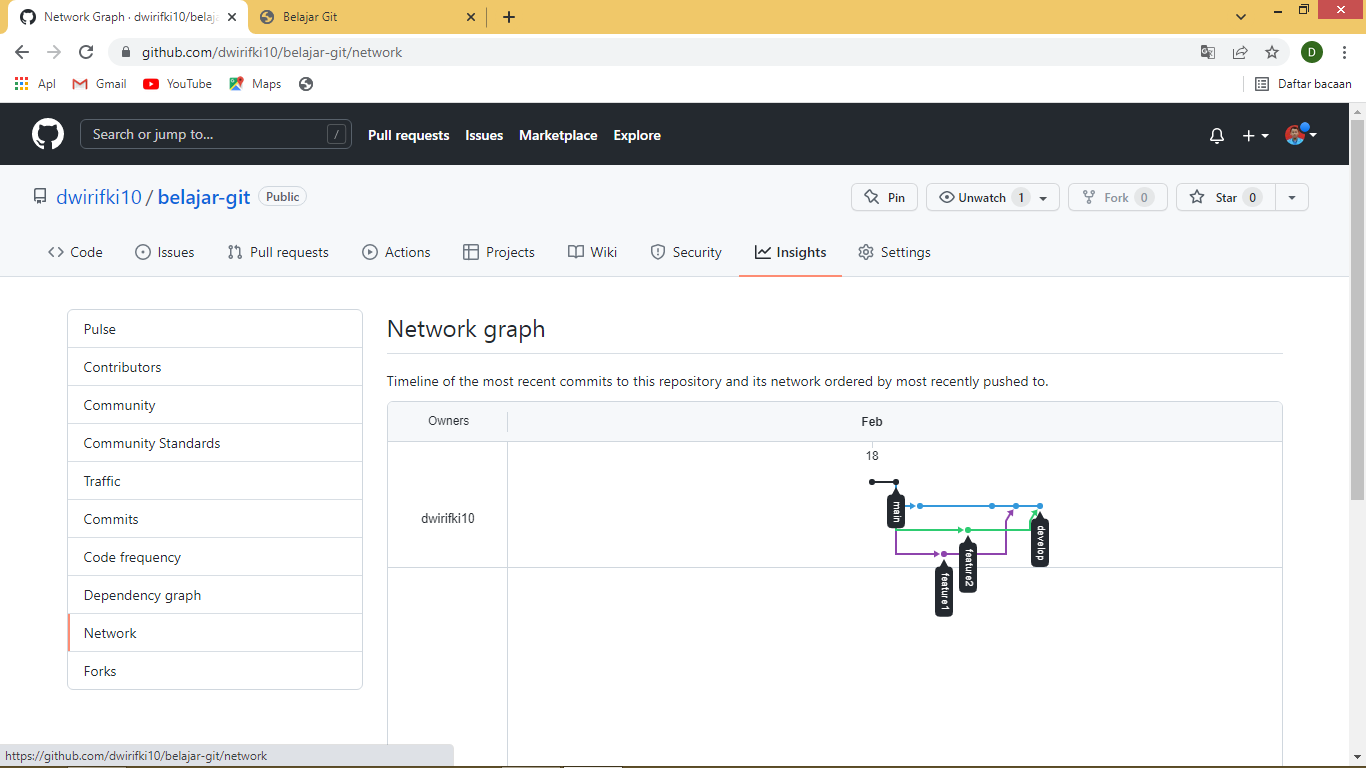 Network Graph · dwirifki10/belaj
Belajar Git
github.com/dwirifki10/belajar-git/network
D
Apl
Gmail
YouTube
Maps
Daftar bacaan
Search or jump to...
/
Pull requests
Issues
Marketplace
Explore
dwirifki10 / belajar-git
Public
Pin
Unwatch 1
Fork 0
Star 0
Code
Issues
Pull requests
Actions
Projects
Wiki
Security
Insights
Settings
Pulse
Contributors
Community
Community Standards
Traffic
Commits
Code frequency
Dependency graph
Network
Forks
Network graph
Timeline of the most recent commits to this repository and its network ordered by most recently pushed to.
Owners
Feb
18
dwirifki10
main
develop
feature2
feature1
https://github.com/dwirifki10/belajar-git/network